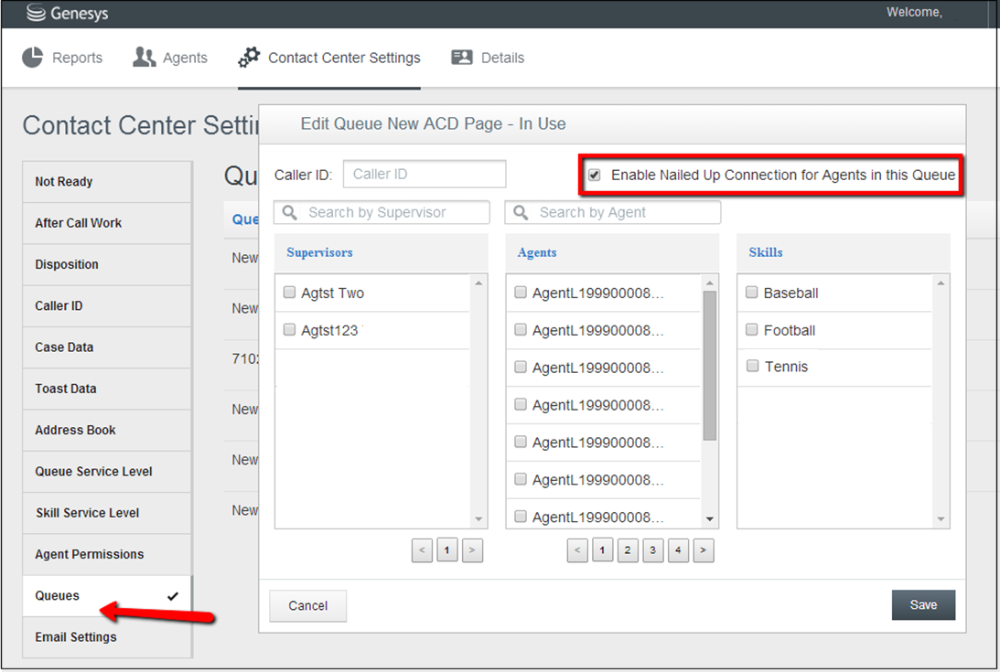 Genesys
Welcome,
Reports
Agents
Contact Center Settings
Details
Contact Center Setti
Edit Queue New ACD Page - In Use
Not Ready
After Call Work
Disposition
Caller ID
Case Data
Toast Data
Address Book
Queue Service Level
Skill Service Level
Agent Permissions
Queues
Email Settings
Qu
Que
New
New
7102
New
New
New
Caller ID:
Caller ID
Enable Nailed Up Connection for Agents in this Queue
Search by Supervisor
Search by Agent
Supervisors
Agtst Two
Agtst123
< 1 >
Agents
AgentL199900008...
AgentL199900008...
AgentL199900008...
AgentL199900008...
AgentL199900008...
AgentL199900008...
AgentL199900008...
< 1 2 3 4 >
Skills
Baseball
Football
Tennis
Cancel
Save